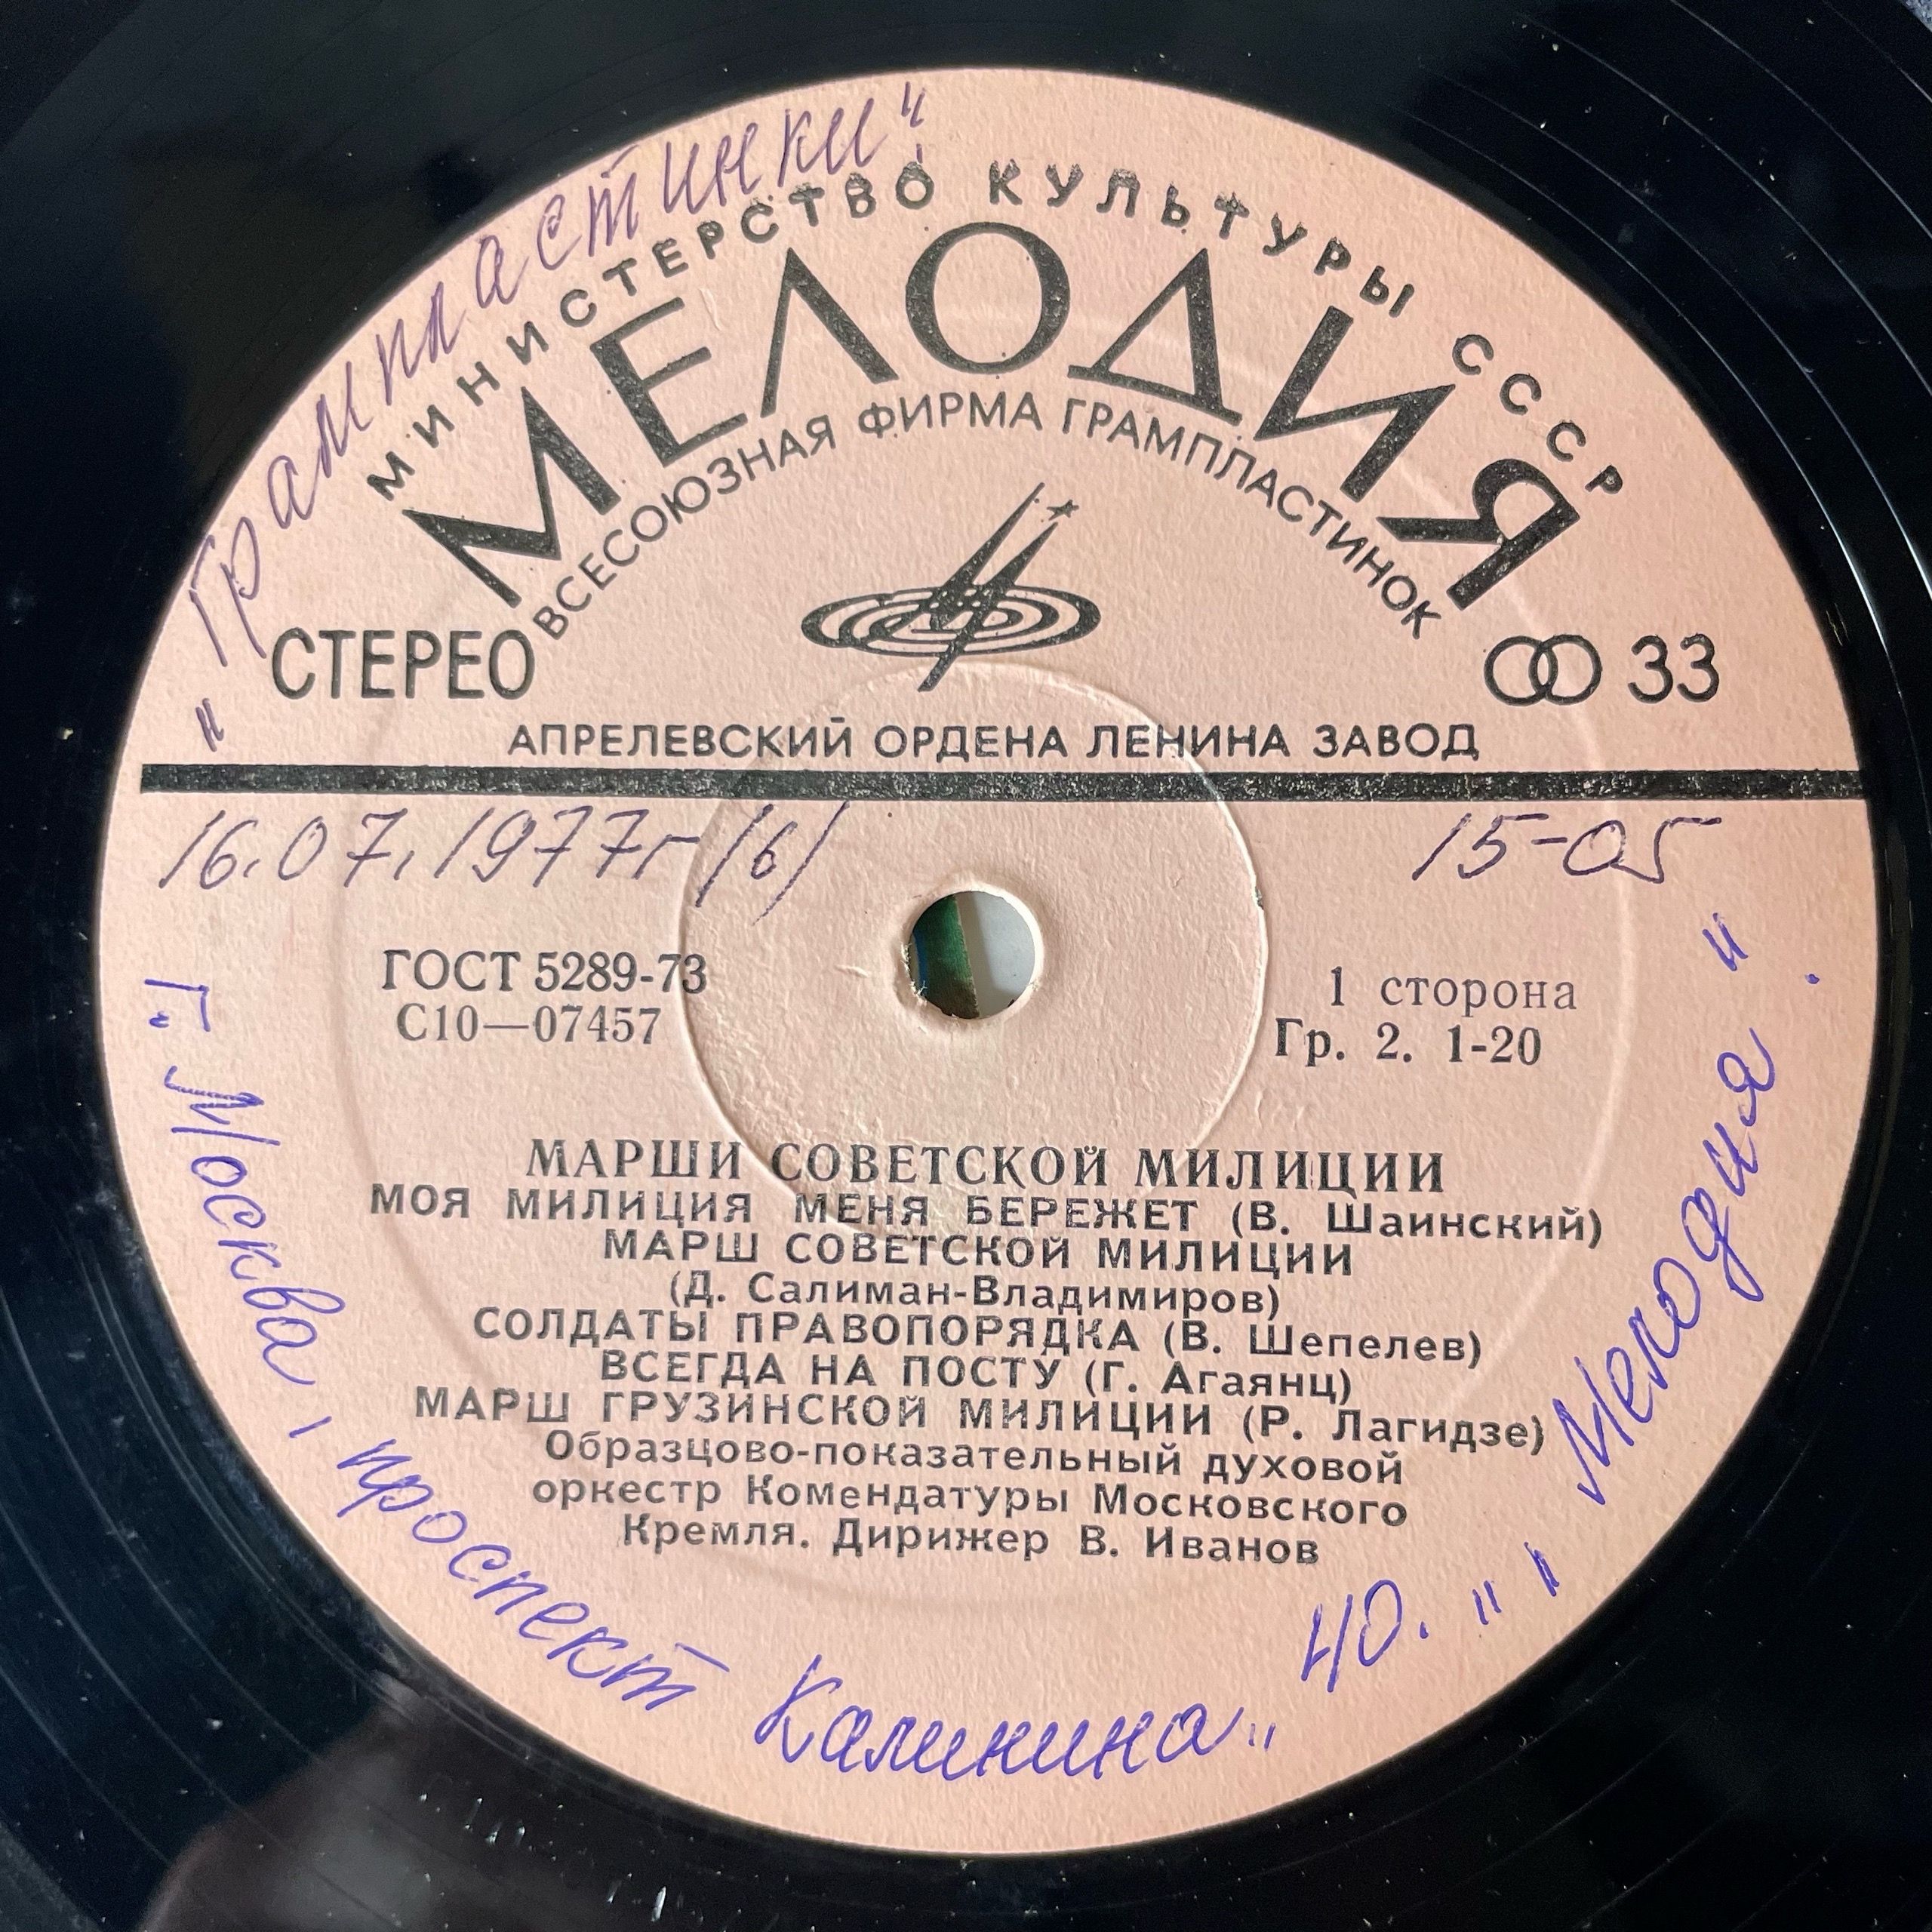 „Грампластинки“
МИНИСТЕРСТВО КУЛЬТУРЫ СССР
МЕЛОДИЯ
ВСЕСОЮЗНАЯ ФИРМА ГРАМПЛАСТИНОК
СТЕРЕО 33
АПРЕЛЕВСКИЙ ОРДЕНА ЛЕНИНА ЗАВОД
16.07.1977г (6) 15-05
ГОСТ 5289-73 1 сторона
С10—07457 Гр. 2. 1-20
МАРШИ СОВЕТСКОЙ МИЛИЦИИ
МОЯ МИЛИЦИЯ МЕНЯ БЕРЕЖЕТ (В. Шаинский)
МАРШ СОВЕТСКОЙ МИЛИЦИИ
(Д. Салиман-Владимиров)
СОЛДАТЫ ПРАВОПОРЯДКА (В. Шепелев)
ВСЕГДА НА ПОСТУ (Г. Агаянц)
МАРШ ГРУЗИНСКОЙ МИЛИЦИИ (Р. Лагидзе)
Образцово-показательный духовой
оркестр Комендатуры Московского
Кремля. Дирижер В. Иванов
г. Москва, проспект Калинина„ 40. “, „Мелодия“.